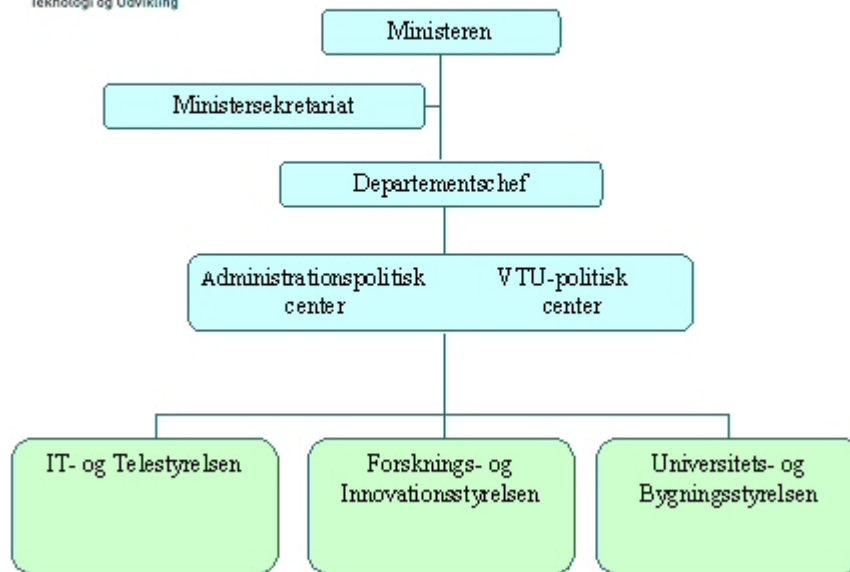 Teknologi og Udvikling
Ministeren
Ministersekretariat
Departementschef
Administrationspolitisk
center
VTU-politisk
center
IT- og Telestyrelsen
Forsknings- og
Innovationsstyrelsen
Universitets- og
Bygningsstyrelsen